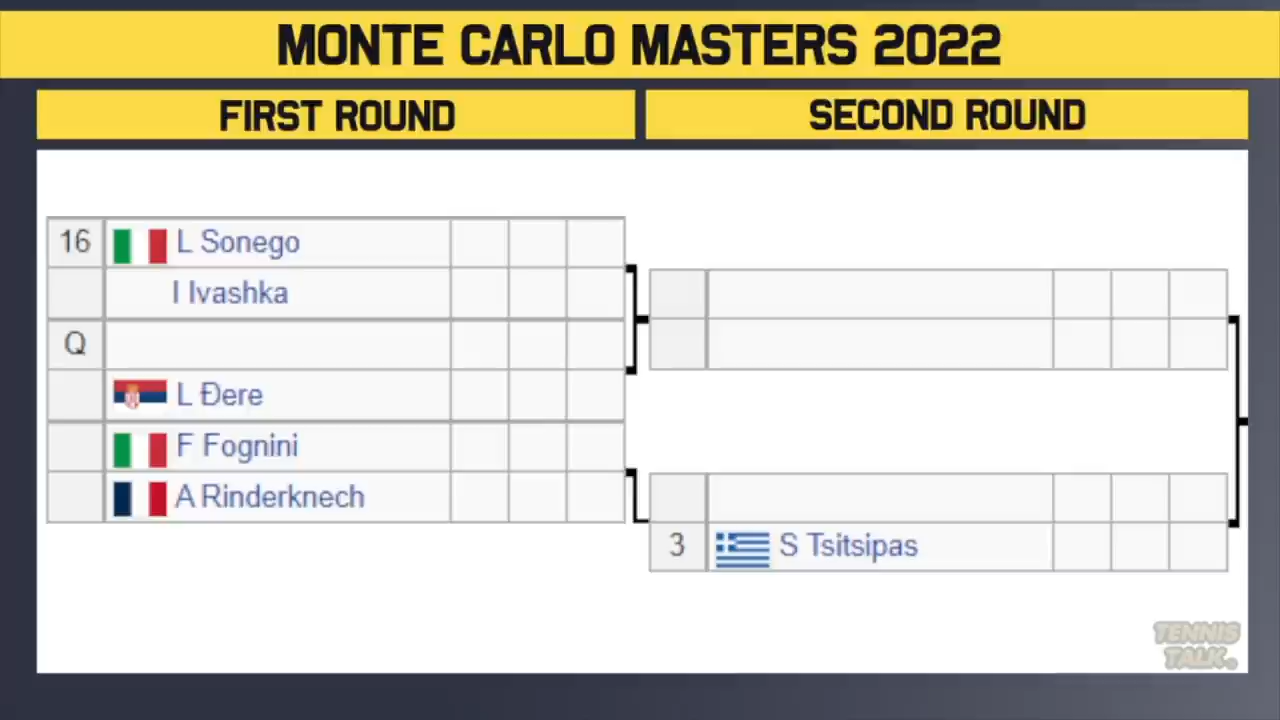 MONTE CARLO MASTERS 2022
FIRST ROUND
SECOND ROUND
16 L Sonego
I Ivashka
Q
L Đere
F Fognini
A Rinderknech
3 S Tsitsipas
TENNIS
TALK